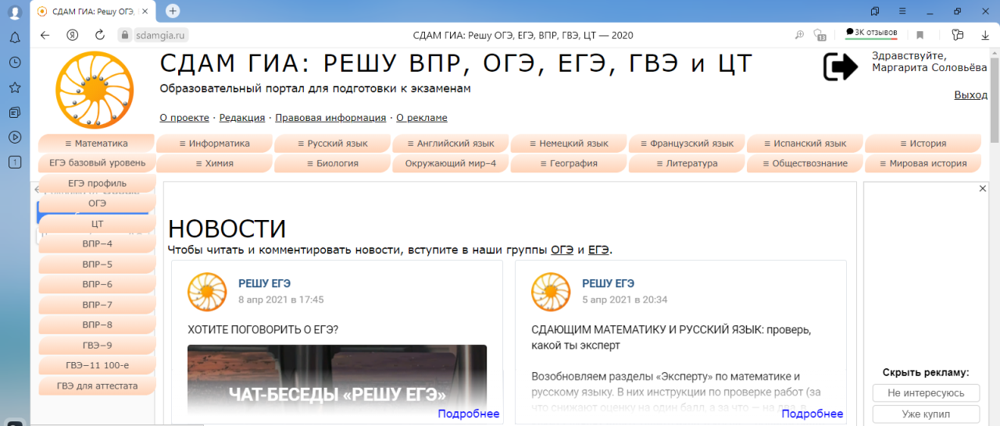 СДАМ ГИА: Решу ОГЭ,
sdamgia.ru
СДАМ ГИА: Решу ОГЭ, ЕГЭ, ВПР, ГВЭ, ЦТ — 2020
13
3K отзывов
СДАМ ГИА: РЕШУ ВПР, ОГЭ, ЕГЭ, ГВЭ и ЦТ
Образовательный портал для подготовки к экзаменам
О проекте · Редакция · Правовая информация · О рекламе
Здравствуйте,
Маргарита Соловьёва
Выход
≡ Математика
≡ Информатика
≡ Русский язык
≡ Английский язык
≡ Немецкий язык
≡ Французский язык
≡ Испанский язык
≡ История
ЕГЭ базовый уровень
≡ Химия
≡ Биология
Окружающий мир–4
≡ География
≡ Литература
≡ Обществознание
≡ Мировая история
ЕГЭ профиль
ОГЭ
ЦТ
ВПР–4
ВПР–5
ВПР–6
ВПР–7
ВПР–8
ГВЭ–9
ГВЭ–11 100-е
ГВЭ для аттестата
1
НОВОСТИ
Чтобы читать и комментировать новости, вступите в наши группы ОГЭ и ЕГЭ.
РЕШУ ЕГЭ
8 апр 2021 в 17:45
ХОТИТЕ ПОГОВОРИТЬ О ЕГЭ?
ЧАТ-БЕСЕДЫ «РЕШУ ЕГЭ»
Подробнее
РЕШУ ЕГЭ
5 апр 2021 в 20:34
СДАЮЩИМ МАТЕМАТИКУ И РУССКИЙ ЯЗЫК: проверь,
какой ты эксперт
Возобновляем разделы «Эксперту» по математике и
русскому языку. В них инструкции по проверке работ (за
что снижают оценку на один балл, а за что — на два, в
Подробнее
Скрыть рекламу:
Не интересуюсь
Уже купил